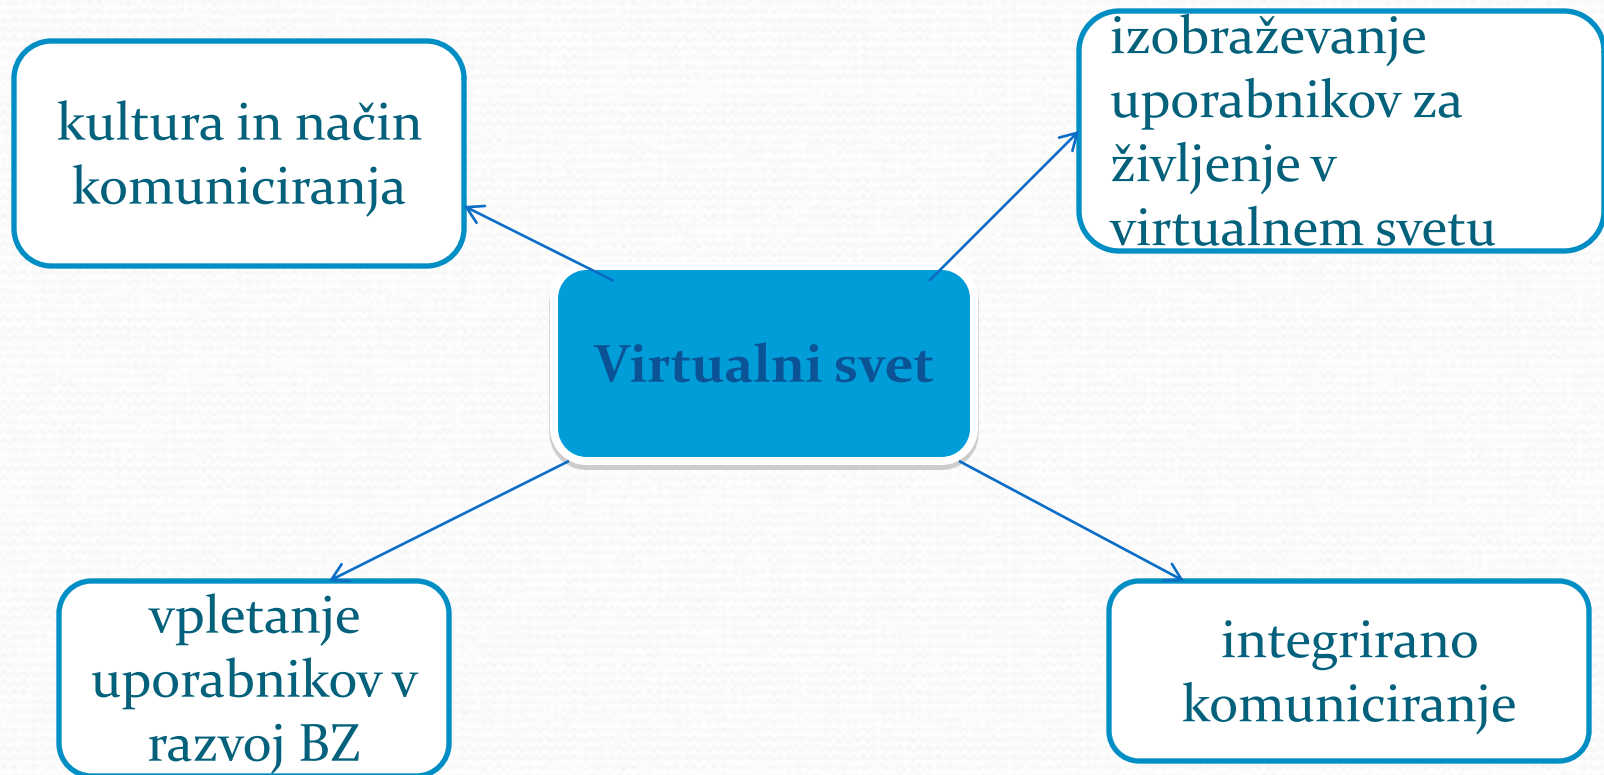 kultura in način
komuniciranja
izobraževanje
uporabnikov za
življenje v
virtualnem svetu
Virtualni svet
vpletanje
uporabnikov v
razvoj BZ
integrirano
komuniciranje